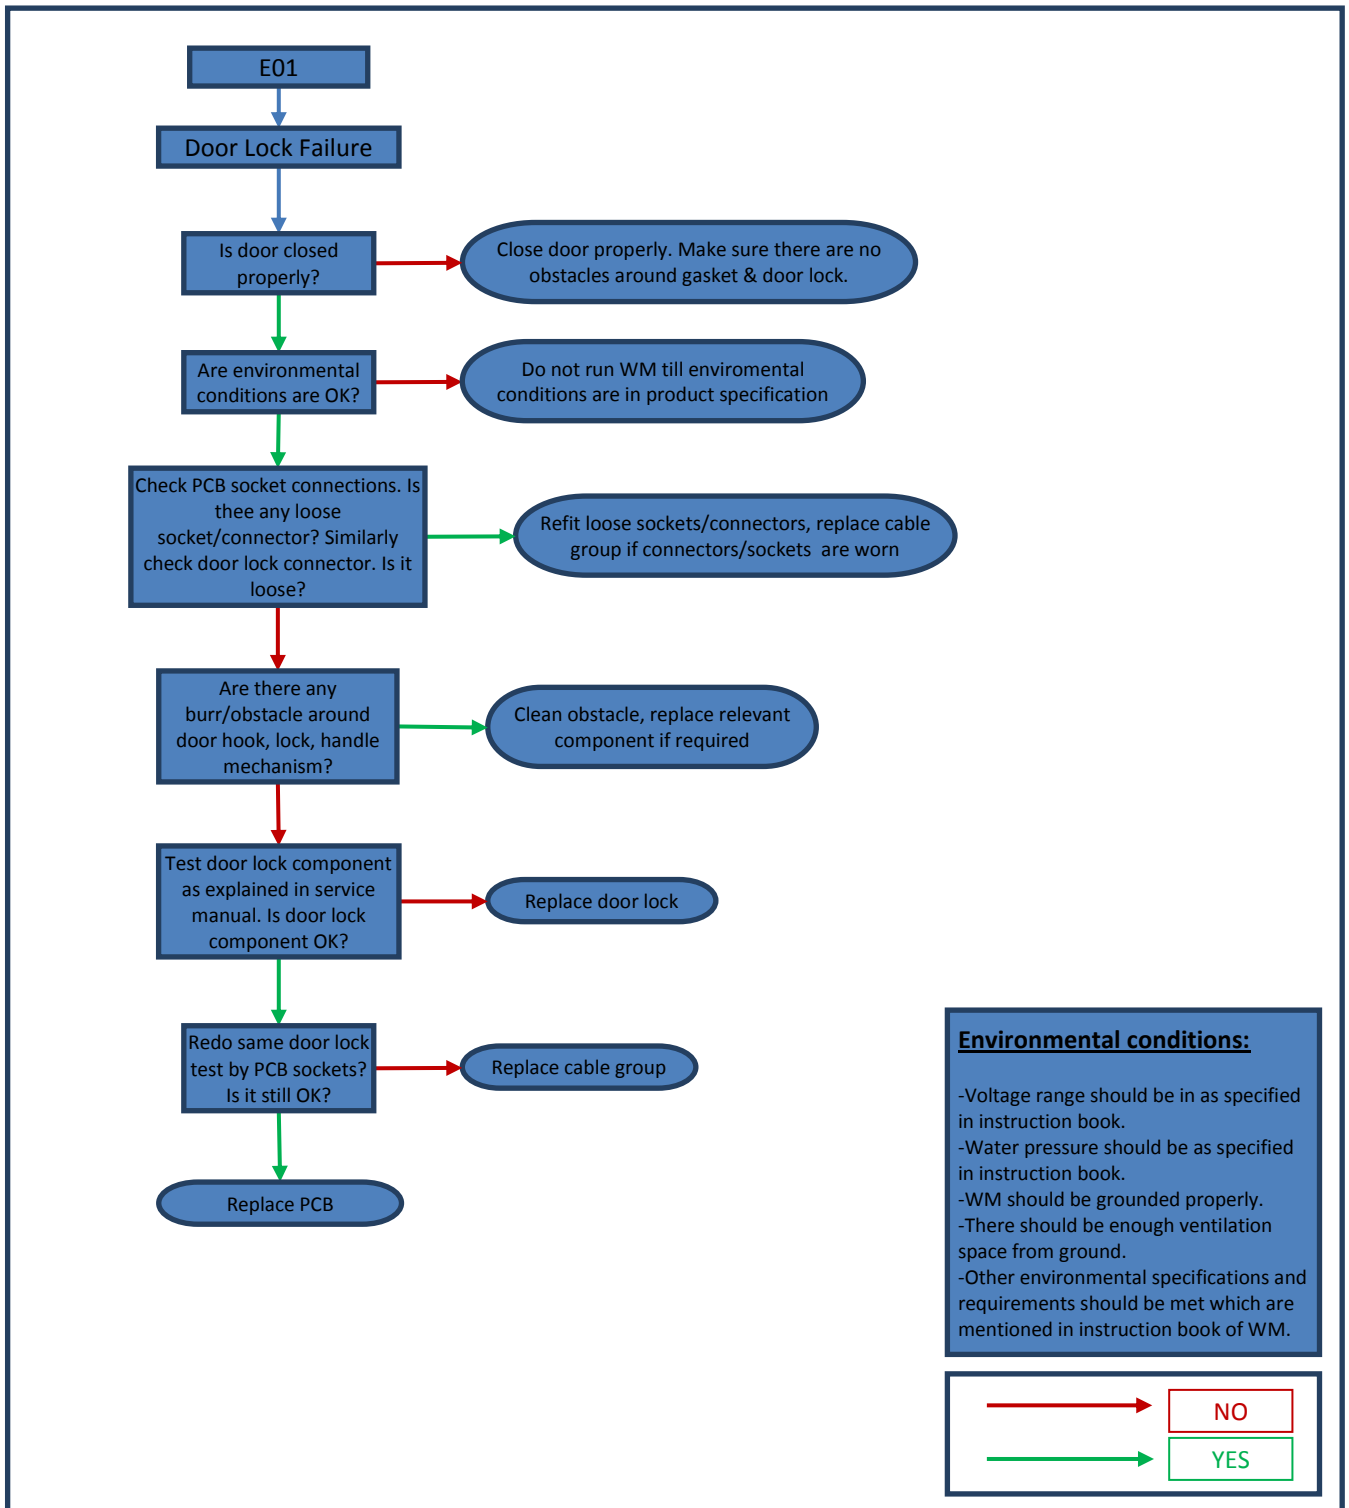 E01
Door Lock Failure
Is door closed
properly?
Close door properly. Make sure there are no
obstacles around gasket & door lock.
Are environmental
conditions are OK?
Do not run WM till enviromental
conditions are in product specification
Check PCB socket connections. Is
thee any loose
socket/connector? Similarly
check door lock connector. Is it
loose?
Refit loose sockets/connectors, replace cable
group if connectors/sockets are worn
Are there any
burr/obstacle around
door hook, lock, handle
mechanism?
Clean obstacle, replace relevant
component if required
Test door lock component
as explained in service
manual. Is door lock
component OK?
Replace door lock
Redo same door lock
test by PCB sockets?
Is it still OK?
Replace cable group
Replace PCB
Environmental conditions:
-Voltage range should be in as specified
in instruction book.
-Water pressure should be as specified
in instruction book.
-WM should be grounded properly.
-There should be enough ventilation
space from ground.
-Other environmental specifications and
requirements should be met which are
mentioned in instruction book of WM.
NO
YES